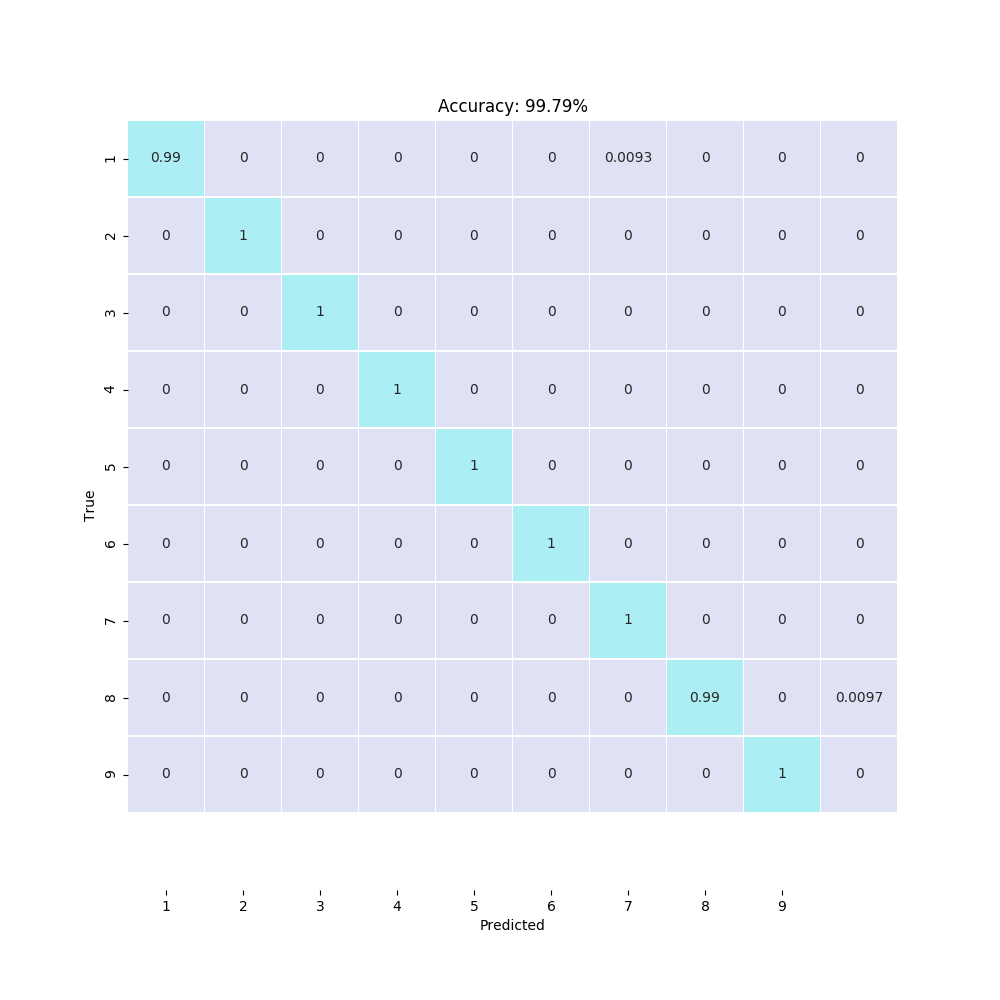 Accuracy: 99.79%
1 0.99 0 0 0 0 0 0.0093 0 0 0
2 0 1 0 0 0 0 0 0 0 0
3 0 0 1 0 0 0 0 0 0 0
4 0 0 0 1 0 0 0 0 0 0
5 0 0 0 0 1 0 0 0 0 0
True
6 0 0 0 0 0 1 0 0 0 0
7 0 0 0 0 0 0 1 0 0 0
8 0 0 0 0 0 0 0 0.99 0 0.0097
9 0 0 0 0 0 0 0 0 1 0
1 2 3 4 5 6 7 8 9
Predicted